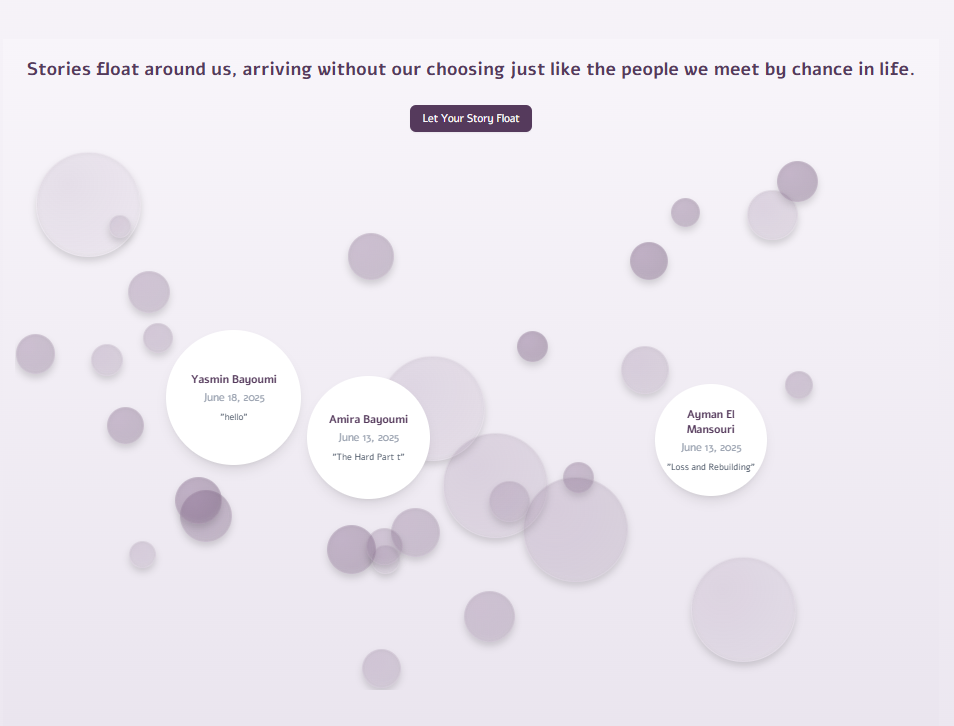 Stories float around us, arriving without our choosing just like the people we meet by chance in life.
Let Your Story Float
Yasmin Bayoumi
June 18, 2025
"hello"
Amira Bayoumi
June 13, 2025
"The Hard Part t"
Ayman El
Mansouri
June 13, 2025
"Loss and Rebuilding"